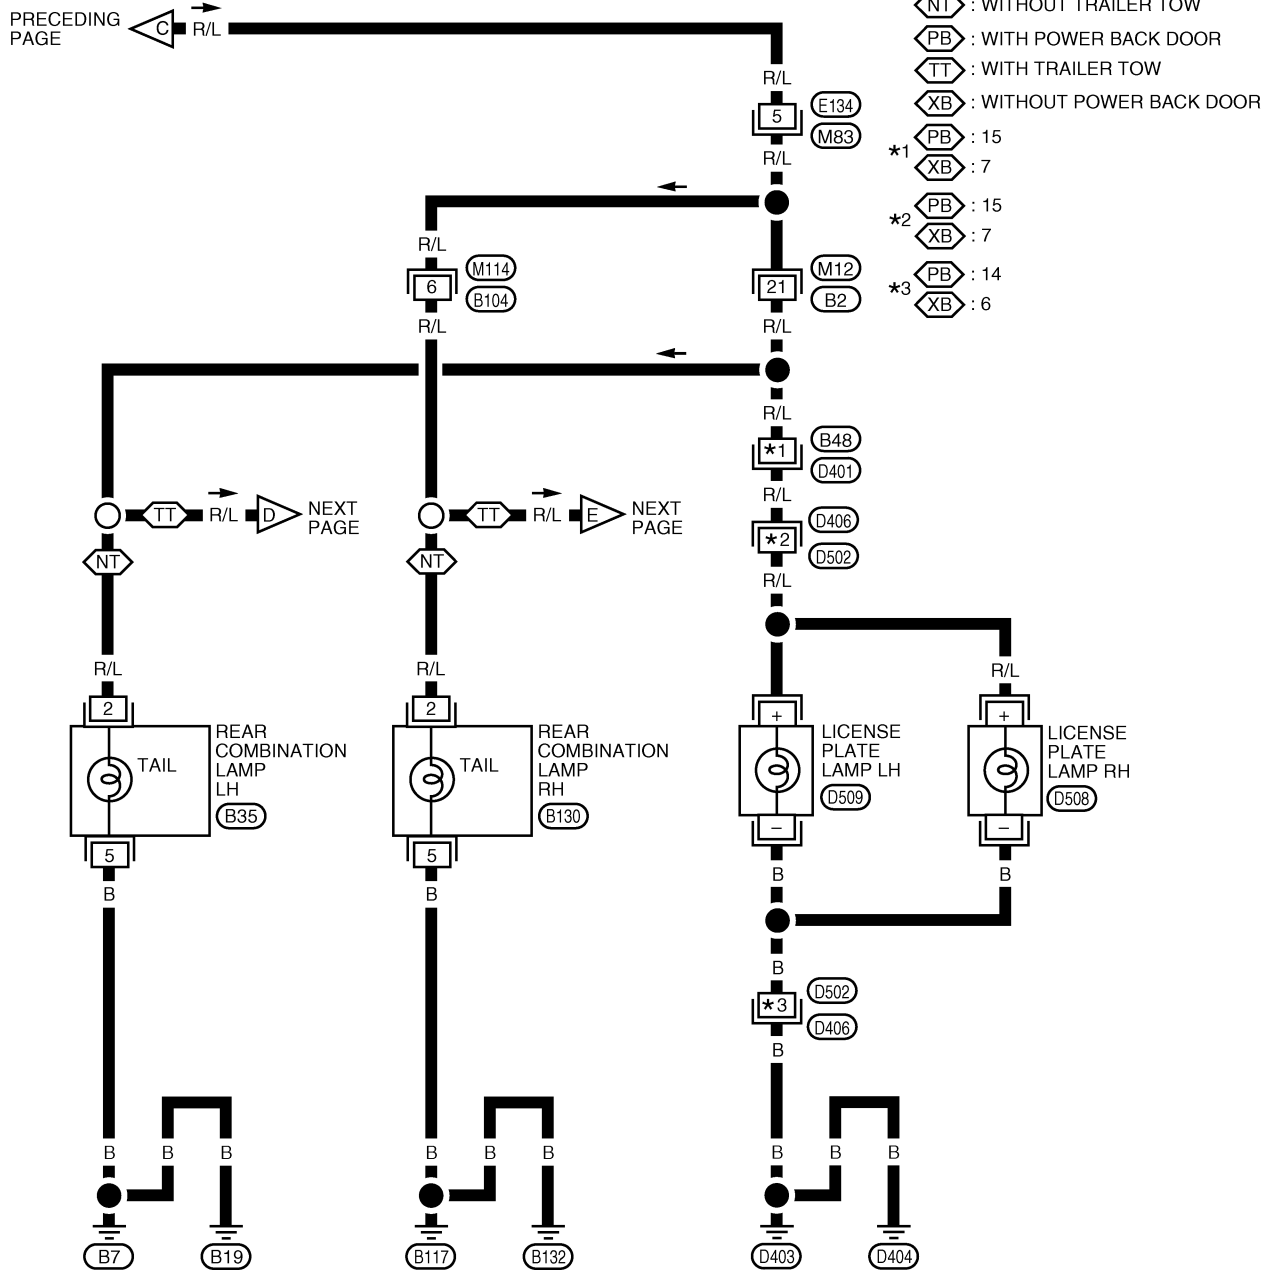 NT : WITHOUT TRAILER TOW
PRECEDING
PAGE
C
R/L
PB : WITH POWER BACK DOOR
TT : WITH TRAILER TOW
R/L
XB : WITHOUT POWER BACK DOOR
5
E134
M83
*1
PB : 15
XB : 7
R/L
*2
PB : 15
XB : 7
R/L
6
M114
B104
21
M12
B2
*3
PB : 14
XB : 6
R/L
R/L
R/L
*1
B48
D401
R/L
TT
R/L
D
NEXT
PAGE
TT
R/L
E
NEXT
PAGE
*2
D406
D502
NT
NT
R/L
R/L
R/L
R/L
2
2
+
+
TAIL
REAR
COMBINATION
LAMP
LH
B35
TAIL
REAR
COMBINATION
LAMP
RH
B130
LICENSE
PLATE
LAMP LH
D509
LICENSE
PLATE
LAMP RH
D508
–
–
5
5
B
B
B
B
B
*3
D502
D406
B
B
B
B
B
B
B
B
B
B
B7
B19
B117
B132
D403
D404